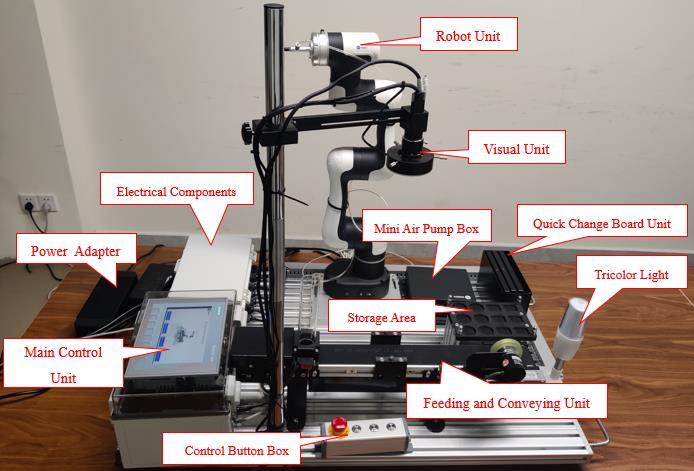 Robot Unit
Visual Unit
Electrical Components
Quick Change Board Unit
Mini Air Pump Box
Power Adapter
Tricolor Light
Storage Area
Main Control
Unit
Feeding and Conveying Unit
Control Button Box